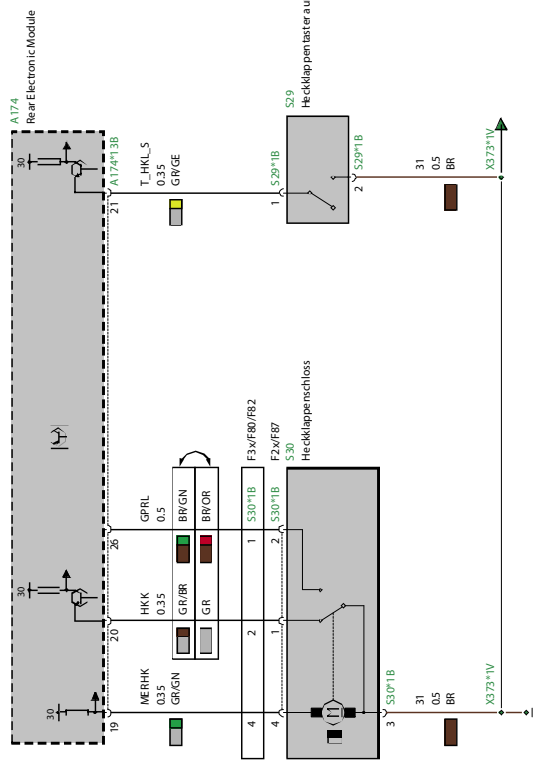 A174
Rear Electronic Module
30
30
30
19
20
26
21
A174*13B
MERHK
0.35
GR/GN
HKK
0.35
GR/BR
GR
GPRL
0.5
BR/GN
BR/OR
T_HKL_S
0.35
GR/GE
4
2
1
S30*1B
F3x/F80/F82
4
1
2
S30*1B
F2x/F87
S30
Heckklappenschloss
1
S29*1B
S29
Heckklappentaster au
2
S29*1B
3
S30*1B
31
0.5
BR
31
0.5
BR
X373*1V
X373*1V